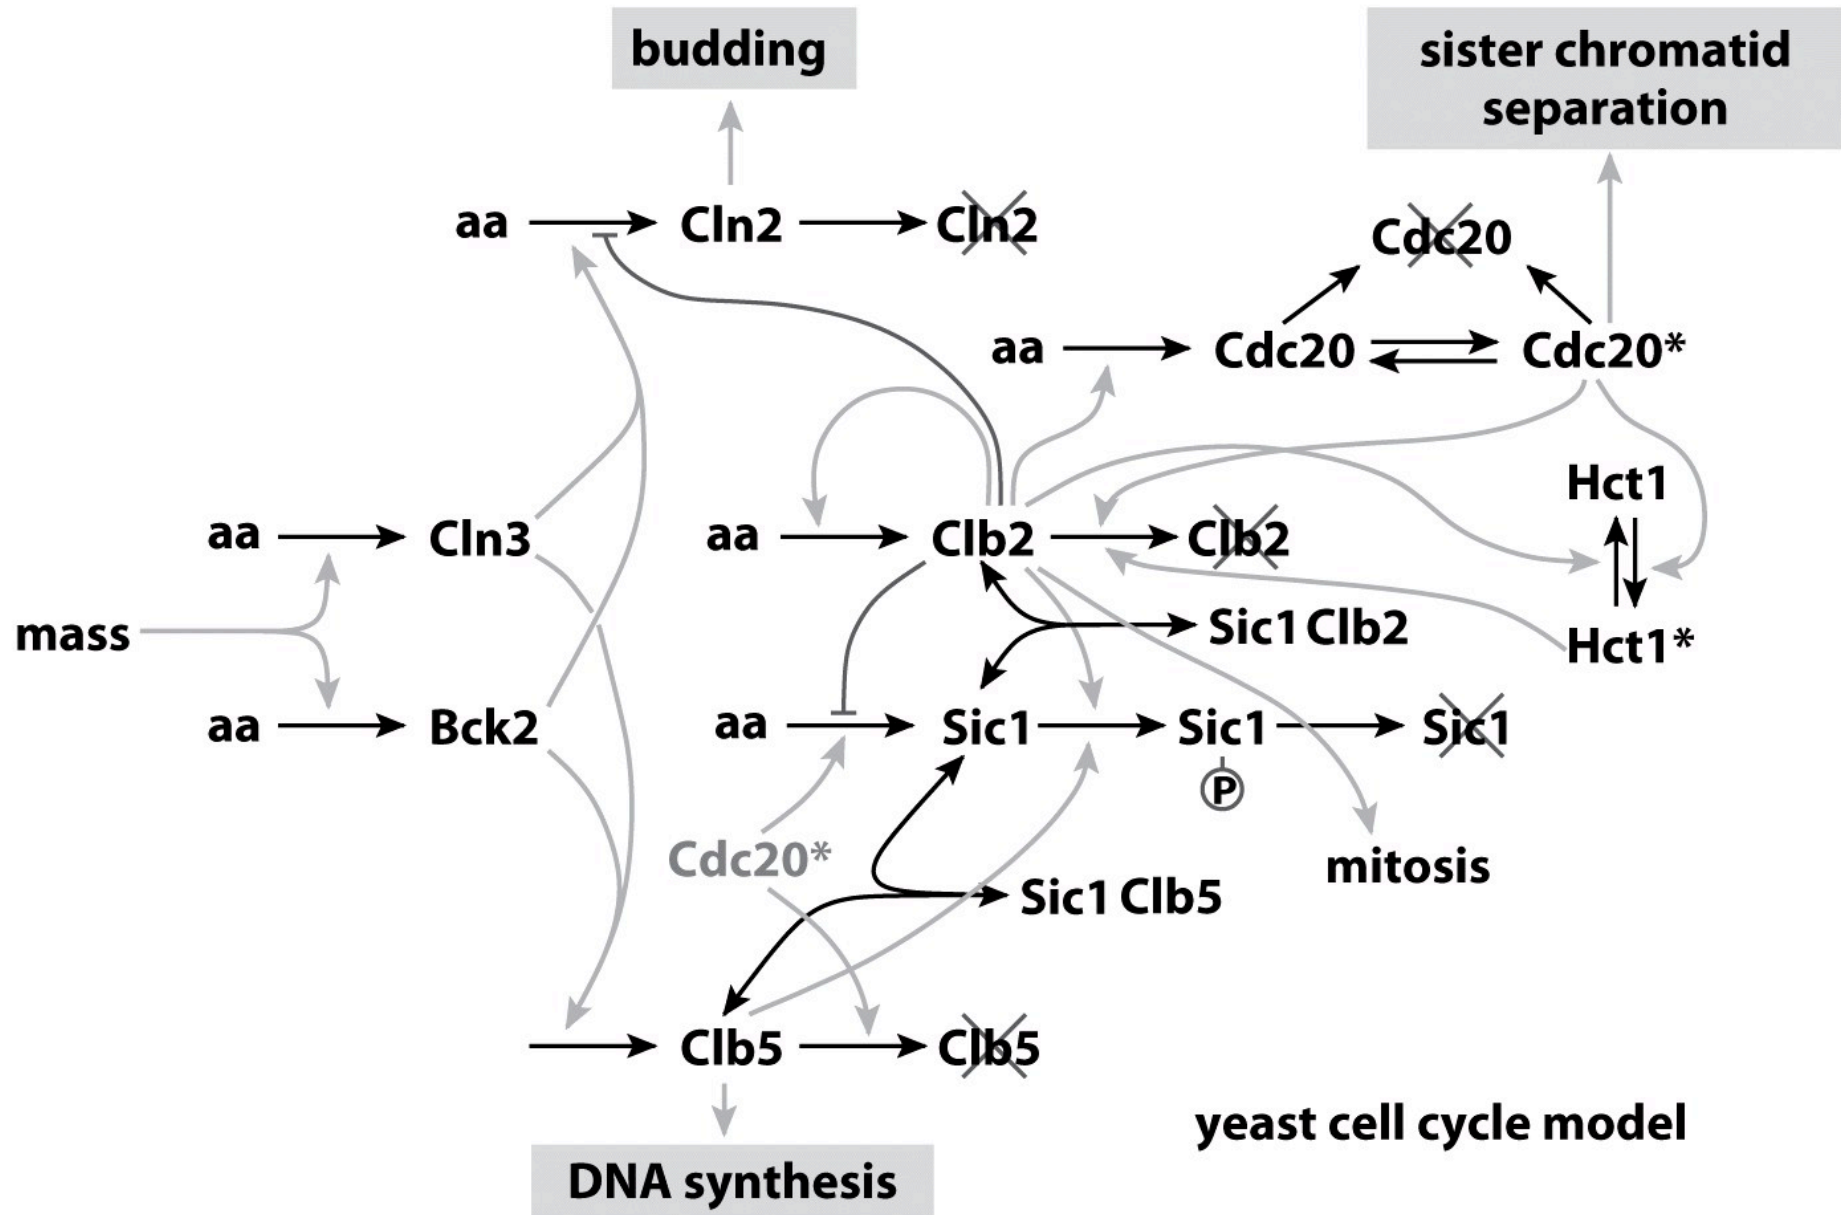 budding
sister chromatid
separation
aa Cln2 Cln2
Cdc20
aa Cdc20 Cdc20*
Hct1
aa Cln3 aa Clb2 Clb2
mass Sic1 Clb2 Hct1*
aa Bck2 aa Sic1 Sic1 Sic1
P
Cdc20* mitosis
Sic1 Clb5
Clb5 Clb5
yeast cell cycle model
DNA synthesis